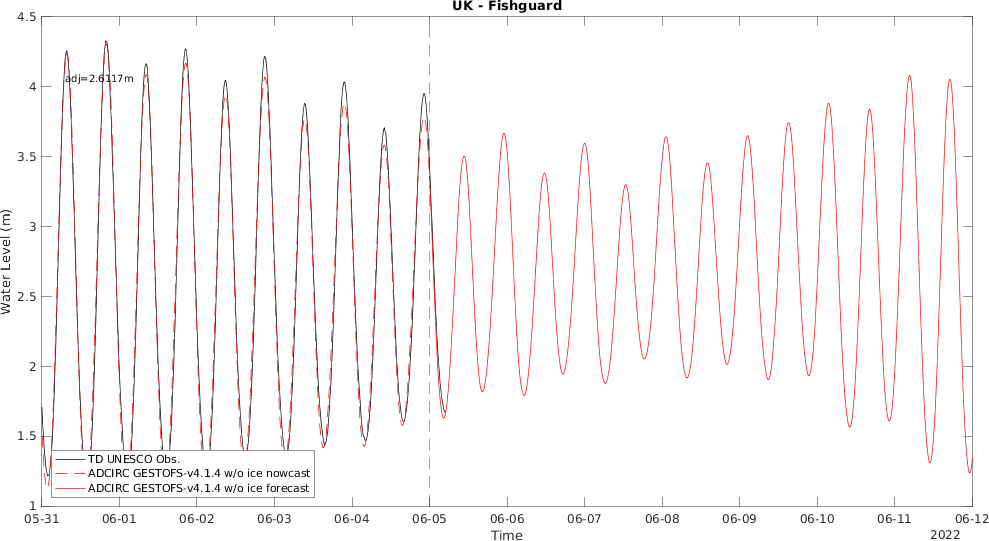 UK - Fishguard
4.5
4
3.5
3
2.5
2
1.5
1
Water Level (m)
adj=2.6117m
TD UNESCO Obs.
ADCIRC GESTOFS-v4.1.4 w/o ice nowcast
ADCIRC GESTOFS-v4.1.4 w/o ice forecast
05-31 06-01 06-02 06-03 06-04 06-05 06-06 06-07 06-08 06-09 06-10 06-11 06-12
Time
2022